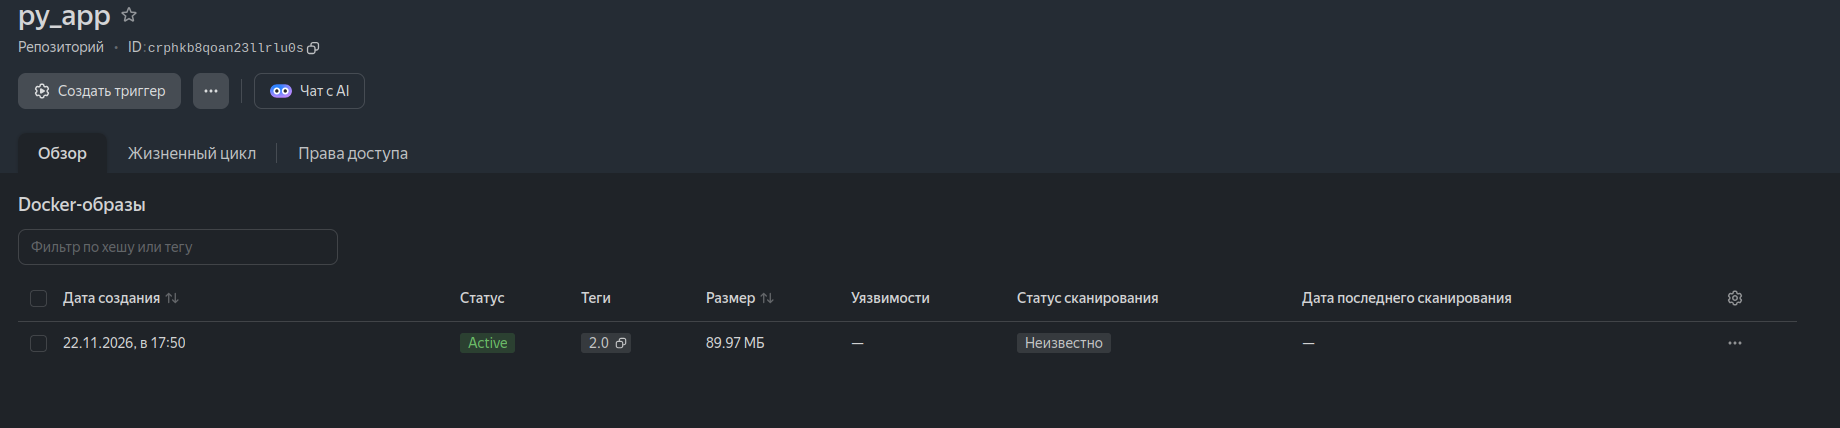 py_app
Репозиторий · ID:crphkb8qoan23llrlu0s
Создать триггер ··· Чат с AI
Обзор Жизненный цикл Права доступа
Docker-образы
Фильтр по хешу или тегу
Дата создания Статус Теги Размер Уязвимости Статус сканирования Дата последнего сканирования
22.11.2026, в 17:50 Active 2.0 89.97 МБ — Неизвестно — ···